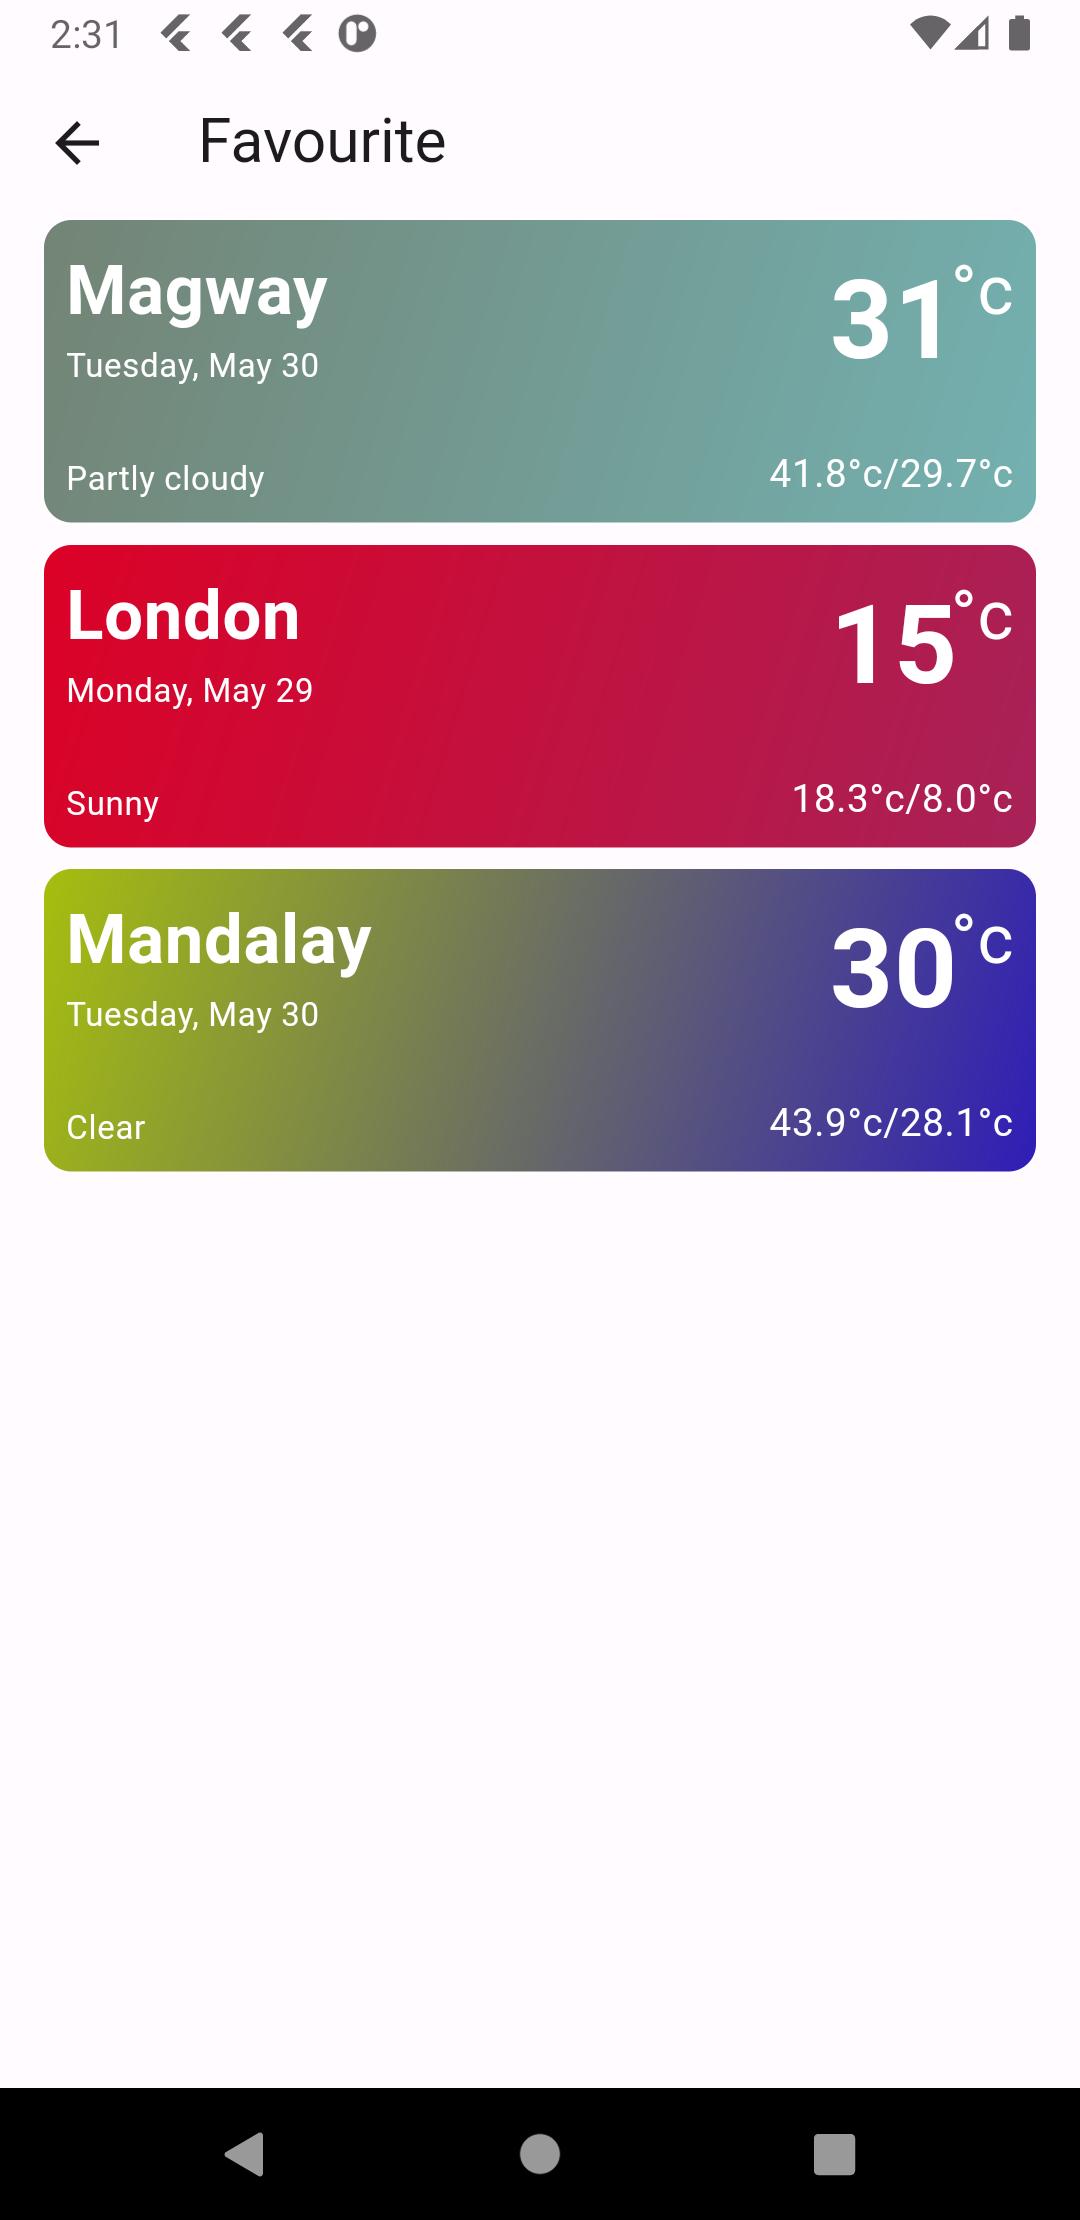 2:31
Favourite
Magway
31°c
Tuesday, May 30
Partly cloudy
41.8°c/29.7°c
London
15°c
Monday, May 29
Sunny
18.3°c/8.0°c
Mandalay
30°c
Tuesday, May 30
Clear
43.9°c/28.1°c